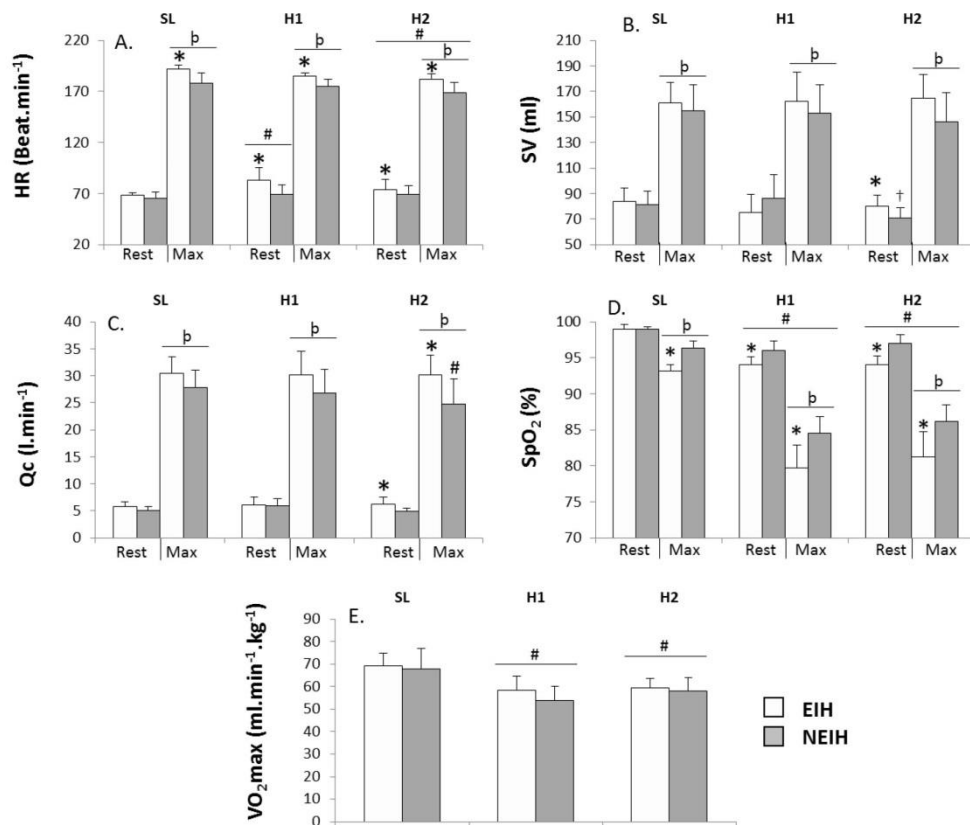 SL H1 H2
A.
HR (Beat.min⁻¹)
220
170
120
70
20
þ
*
þ
*
#
*
#
þ
*
*
Rest Max Rest Max Rest Max
SL H1 H2
B.
SV (ml)
210
190
170
150
130
110
90
70
50
þ
þ
þ
*
†
Rest Max Rest Max Rest Max
SL H1 H2
C.
Qc (l.min⁻¹)
40
35
30
25
20
15
10
5
0
þ
þ
þ
*
#
*
Rest Max Rest Max Rest Max
SL H1 H2
D.
SpO₂ (%)
100
95
90
85
80
75
70
þ
*
#
*
þ
*
#
*
þ
*
Rest Max Rest Max Rest Max
SL H1 H2
E.
VO₂max (ml.min⁻¹.kg⁻¹)
90
80
70
60
50
40
30
20
10
0
#
#
EIH
NEIH